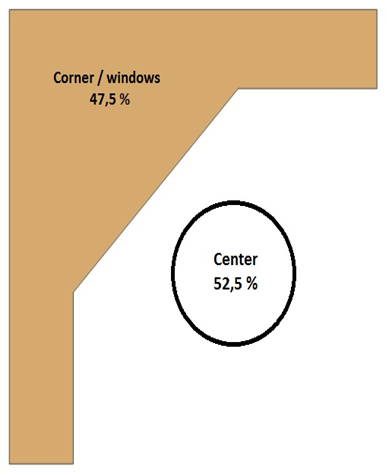 Corner / windows
47,5 %
Center
52,5 %